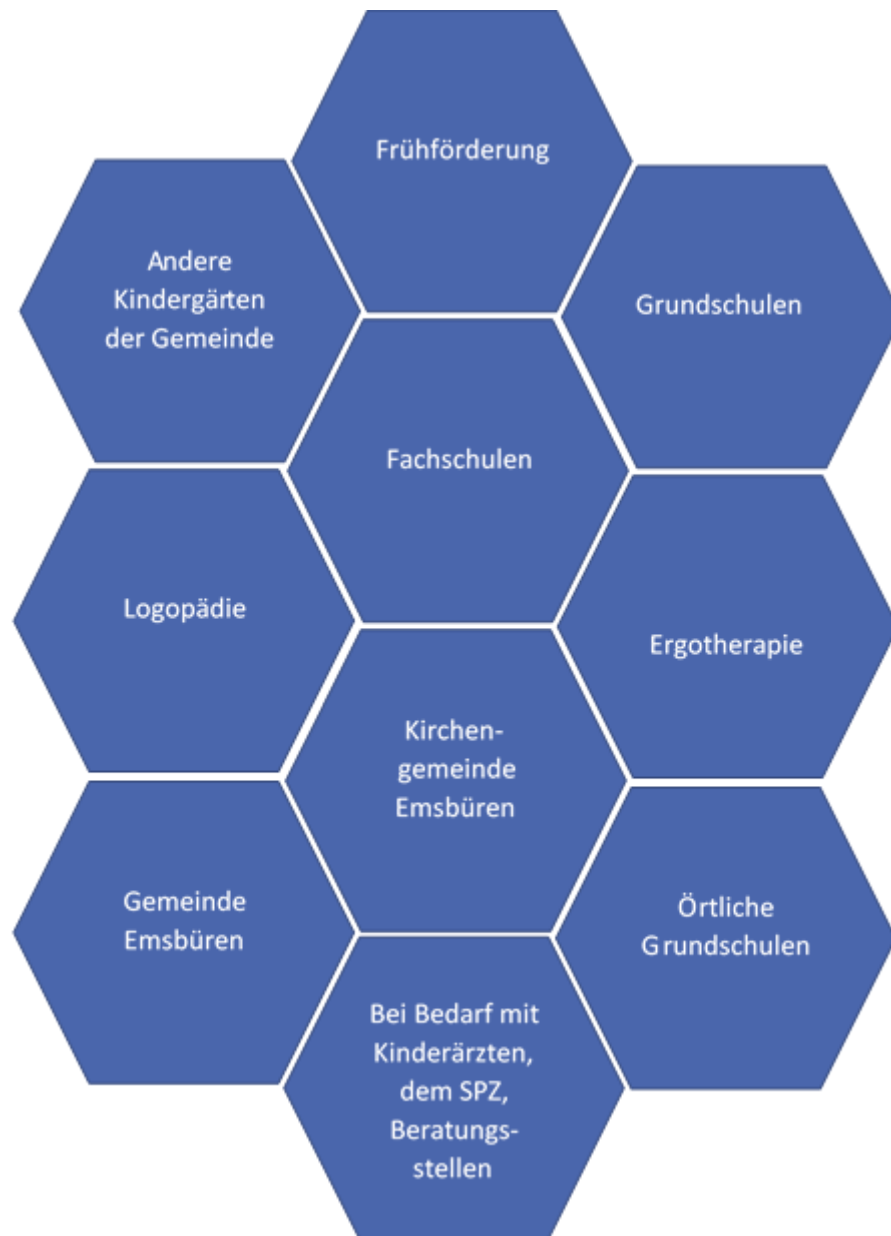 Frühförderung
Andere
Kindergärten
der Gemeinde
Grundschulen
Fachschulen
Logopädie
Ergotherapie
Kirchen-
gemeinde
Emsbüren
Gemeinde
Emsbüren
Örtliche
Grundschulen
Bei Bedarf mit
Kinderärzten,
dem SPZ,
Beratungs-
stellen